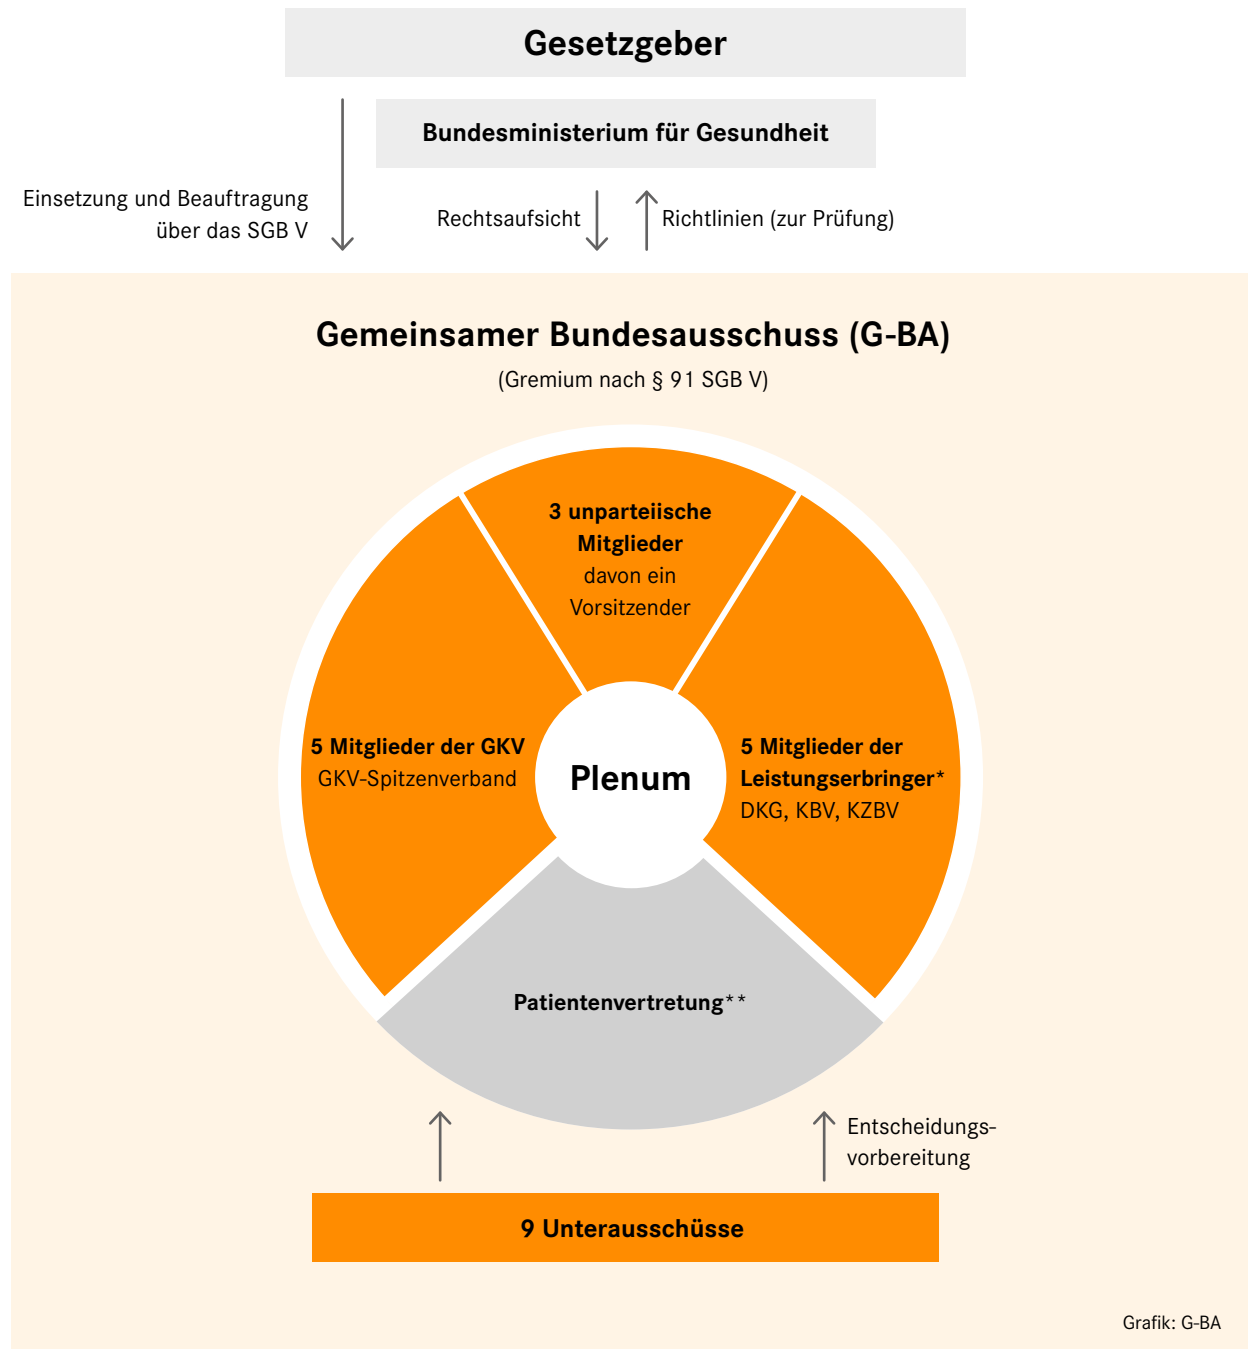 Gesetzgeber
Bundesministerium für Gesundheit
Einsetzung und Beauftragung
über das SGB V
Rechtsaufsicht
Richtlinien (zur Prüfung)
Gemeinsamer Bundesausschuss (G-BA)
(Gremium nach § 91 SGB V)
3 unparteiische
Mitglieder
davon ein
Vorsitzender
5 Mitglieder der GKV
GKV-Spitzenverband
Plenum
5 Mitglieder der
Leistungserbringer*
DKG, KBV, KZBV
Patientenvertretung**
Entscheidungs-
vorbereitung
9 Unterausschüsse
Grafik: G-BA